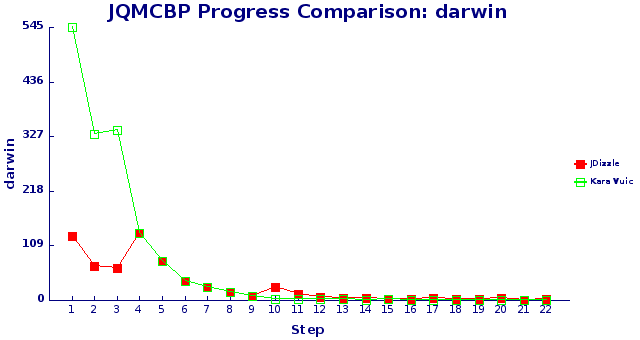 JQMCBP Progress Comparison: darwin
545
436
327
218
109
0
darwin
1 2 3 4 5 6 7 8 9 10 11 12 13 14 15 16 17 18 19 20 21 22
Step
JDizzle
Kara Vuic